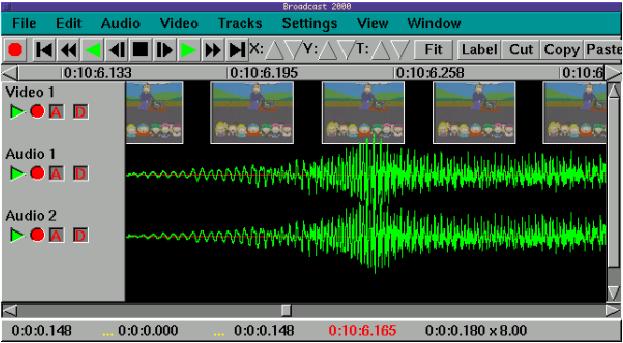 Broadcast 2000
File Edit Audio Video Tracks Settings View Window
X: Y: T: Fit Label Cut Copy Paste
0:10:6.133 0:10:6.195 0:10:6.258 0:10:6
Video 1
A D
Audio 1
A D
Audio 2
A D
0:0:0.148 ... 0:0:0.000 ... 0:0:0.148 0:10:6.165 0:0:0.180 x 8.00